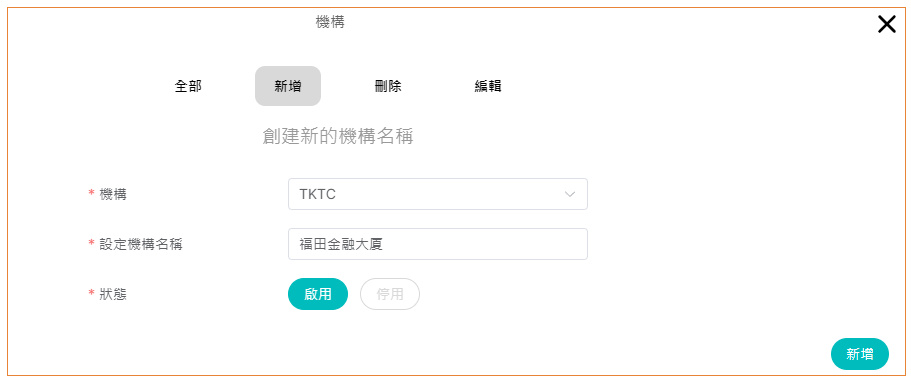 機構
全部 新增 刪除 編輯
創建新的機構名稱
* 機構 TKTC
* 設定機構名稱 福田金融大厦
* 狀態 啟用 停用
新增